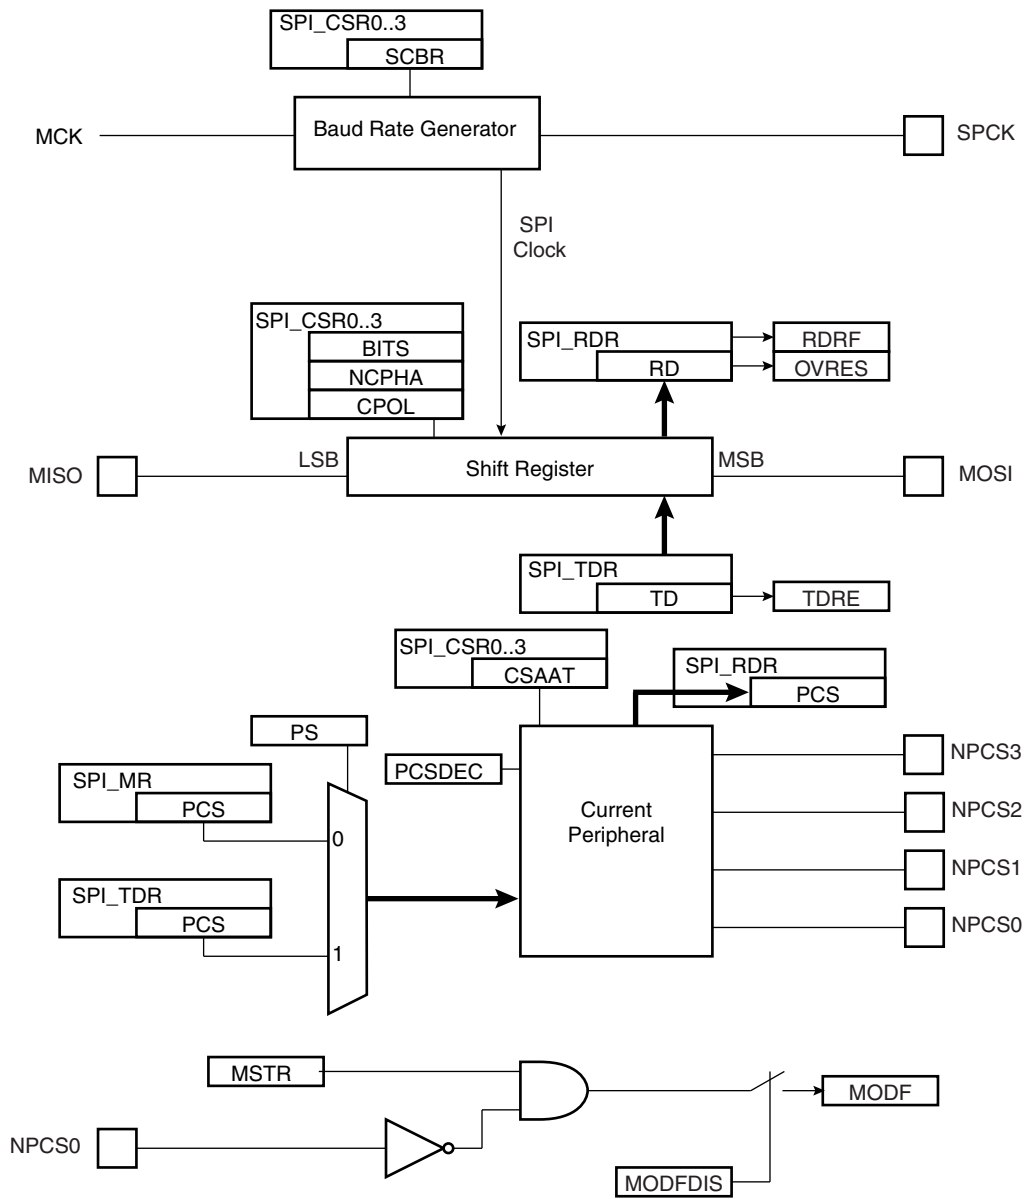 SPI_CSR0..3
SCBR
MCK
Baud Rate Generator
SPCK
SPI
Clock
SPI_CSR0..3
BITS
NCPHA
CPOL
SPI_RDR
RD
RDRF
OVRES
MISO
LSB
Shift Register
MSB
MOSI
SPI_TDR
TD
TDRE
SPI_CSR0..3
CSAAT
SPI_RDR
PCS
PS
PCSDEC
SPI_MR
PCS
0
Current
Peripheral
NPCS3
NPCS2
NPCS1
NPCS0
SPI_TDR
PCS
1
MSTR
MODF
NPCS0
MODFDIS